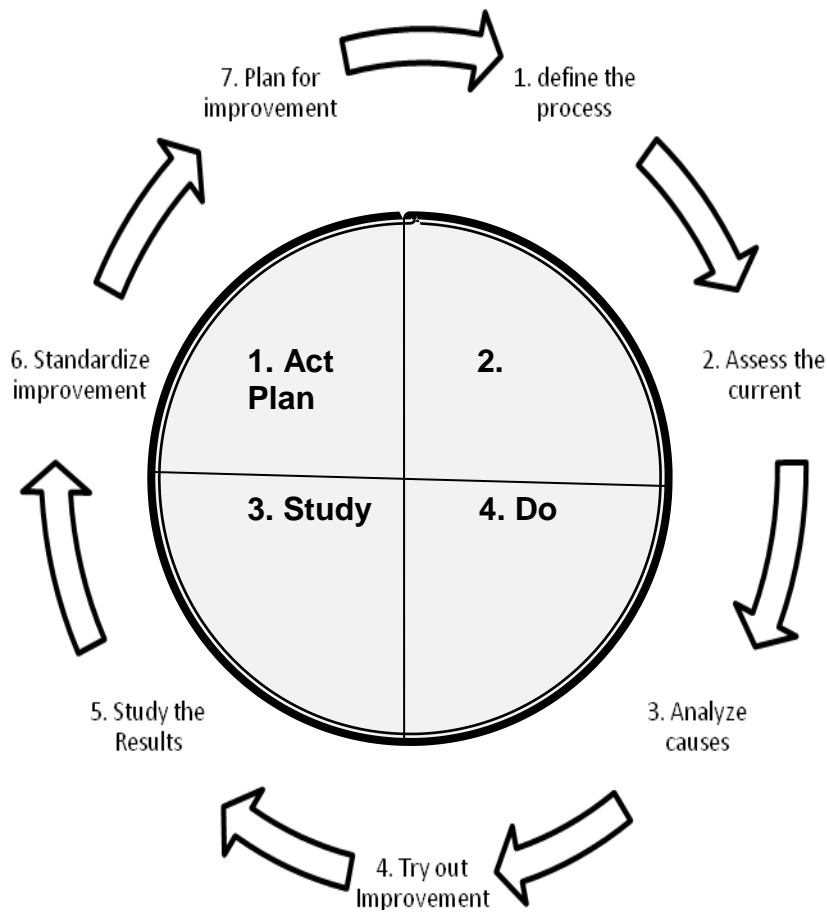 7. Plan for
improvement
1. define the
process
2. Assess the
current
3. Analyze
causes
4. Try out
Improvement
5. Study the
Results
6. Standardize
improvement
1. Act
Plan
2.
3. Study
4. Do